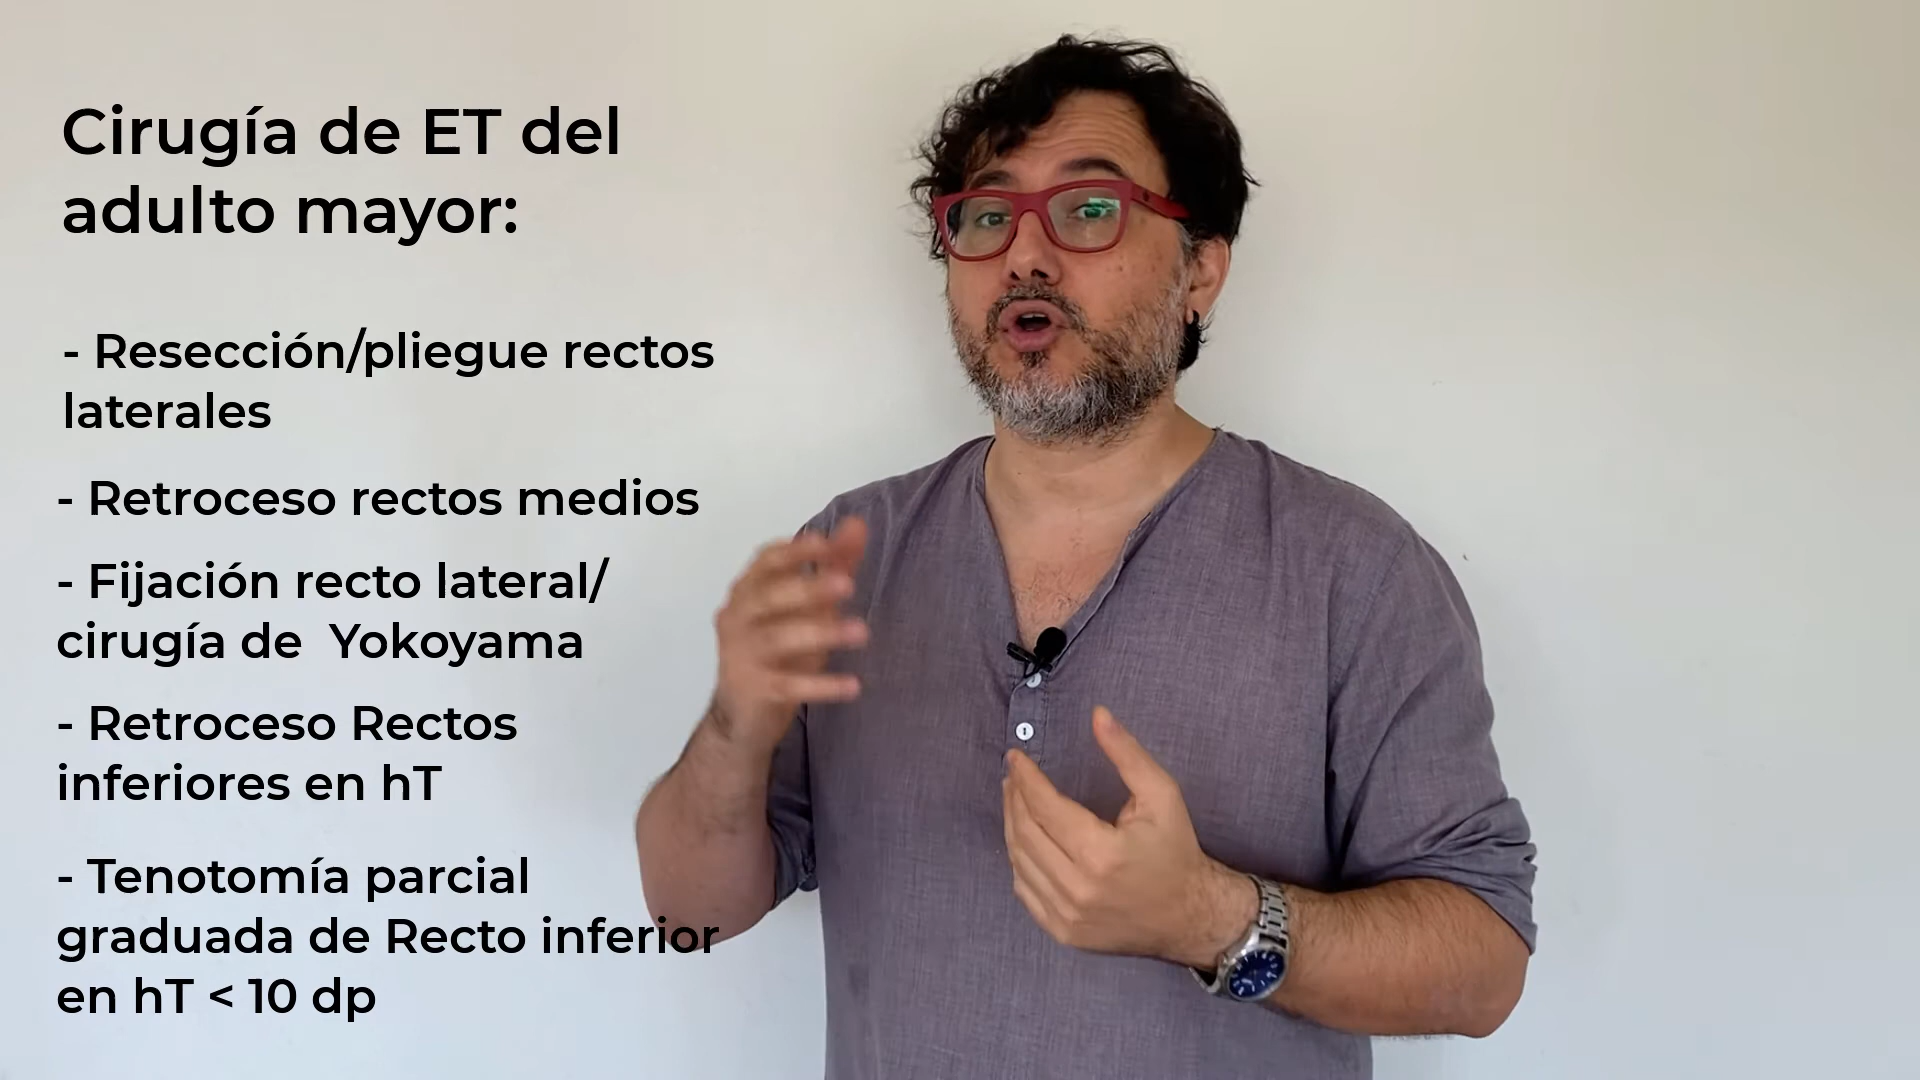 Cirugía de ET del
adulto mayor:
- Resección/pliegue rectos
laterales
- Retroceso rectos medios
- Fijación recto lateral/
cirugía de  Yokoyama
- Retroceso Rectos
inferiores en hT
- Tenotomía parcial
graduada de Recto inferior
en hT < 10 dp